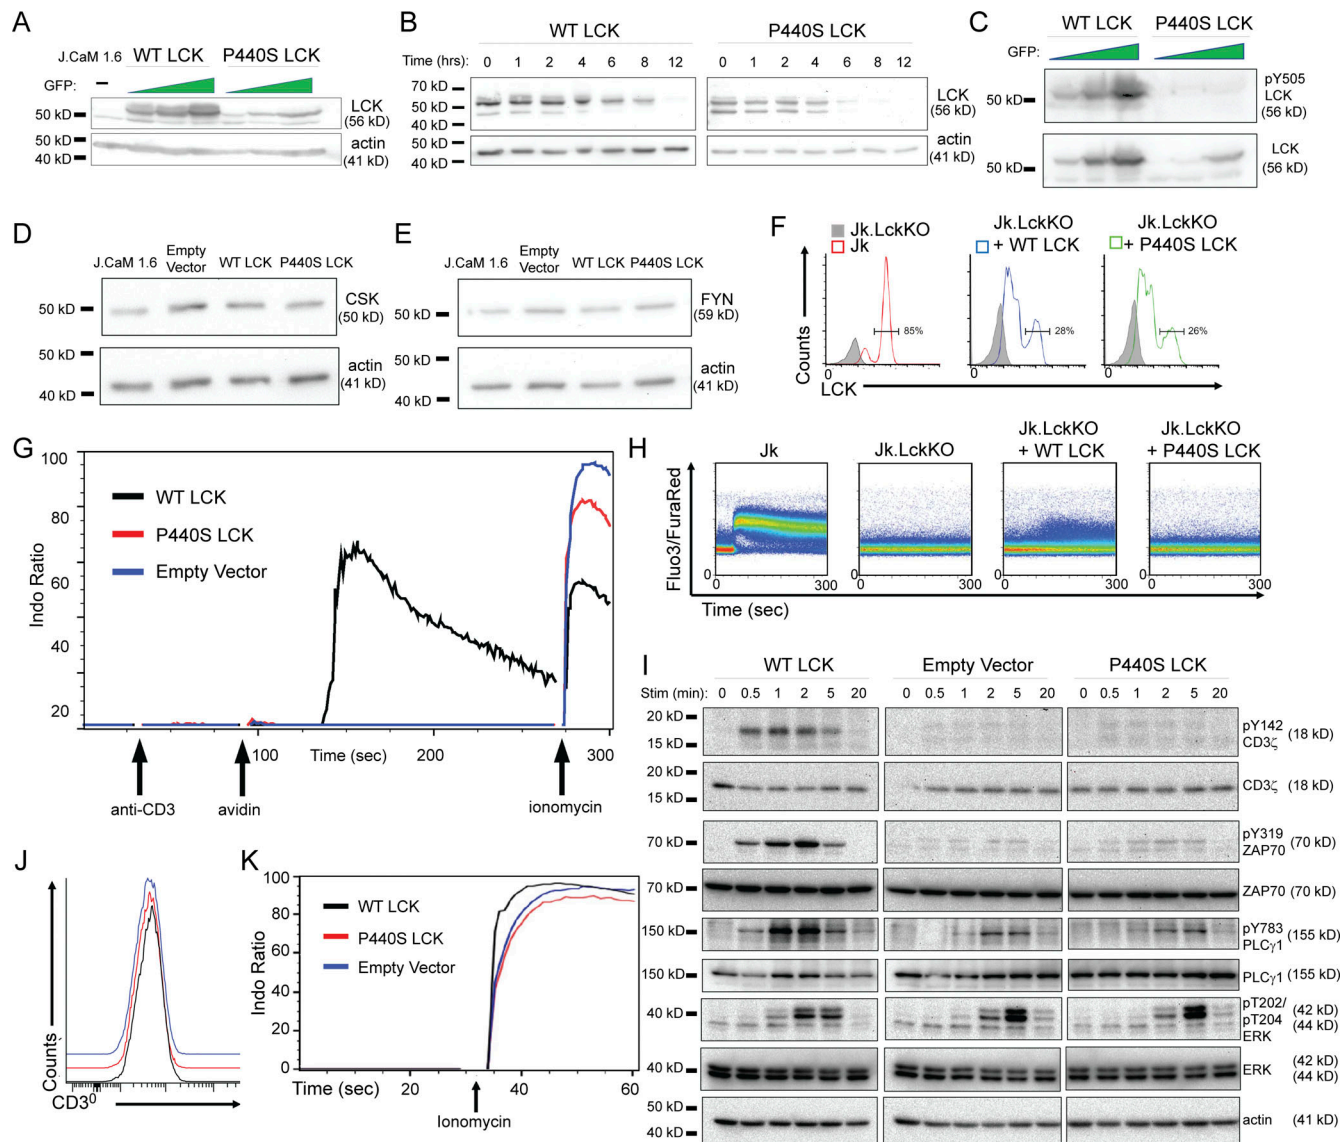 A
J.CaM 1.6 WT LCK P440S LCK
GFP: –
50 kD LCK (56 kD)
50 kD actin
40 kD (41 kD)
B
WT LCK P440S LCK
Time (hrs): 0 1 2 4 6 8 12 0 1 2 4 6 8 12
70 kD
50 kD LCK (56 kD)
40 kD
50 kD actin
40 kD (41 kD)
C
WT LCK P440S LCK
GFP:
50 kD pY505 LCK (56 kD)
50 kD LCK (56 kD)
D
J.CaM 1.6 Empty Vector WT LCK P440S LCK
50 kD CSK (50 kD)
50 kD actin
40 kD (41 kD)
E
J.CaM 1.6 Empty Vector WT LCK P440S LCK
50 kD FYN (59 kD)
50 kD actin
40 kD (41 kD)
F
Jk.LckKO
Jk
Jk.LckKO + WT LCK
Jk.LckKO + P440S LCK
85%
28%
26%
Counts
0 0 0
LCK
G
Indo Ratio
100
80
60
40
20
WT LCK
P440S LCK
Empty Vector
100 Time (sec) 200 300
anti-CD3 avidin ionomycin
H
Jk Jk.LckKO Jk.LckKO + WT LCK Jk.LckKO + P440S LCK
Fluo3/FuraRed
0 0 0 0
0 300 0 300 0 300 0 300
Time (sec)
I
WT LCK Empty Vector P440S LCK
Stim (min): 0 0.5 1 2 5 20 0 0.5 1 2 5 20 0 0.5 1 2 5 20
20 kD pY142
15 kD CD3ζ (18 kD)
20 kD
15 kD CD3ζ (18 kD)
70 kD pY319 ZAP70 (70 kD)
70 kD ZAP70 (70 kD)
150 kD pY783 PLCγ1 (155 kD)
150 kD PLCγ1 (155 kD)
40 kD pT202/ pT204 ERK (42 kD) (44 kD)
40 kD ERK (42 kD) (44 kD)
50 kD
40 kD actin (41 kD)
J
Counts
CD3 0
K
Indo Ratio
100
80
60
40
20
0
WT LCK
P440S LCK
Empty Vector
Time (sec) 20 40 60
Ionomycin